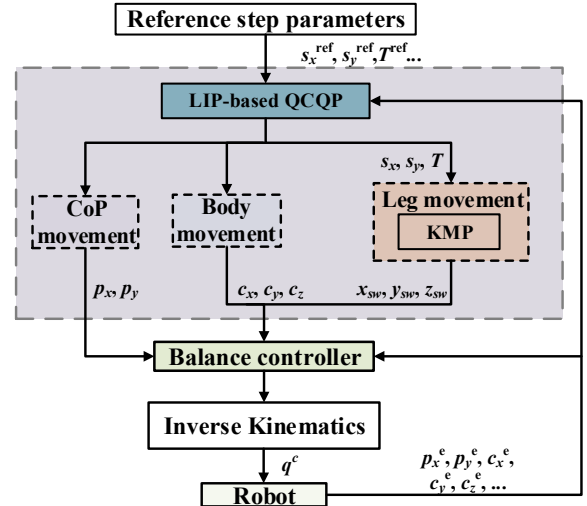 Reference step parameters
s_x^ref, s_y^ref, T^ref...
LIP-based QCQP
s_x, s_y, T
CoP
movement
Body
movement
Leg movement
KMP
p_x, p_y
c_x, c_y, c_z
x_sw, y_sw, z_sw
Balance controller
Inverse Kinematics
q^c
p_x^e, p_y^e, c_x^e,
c_y^e, c_z^e, ...
Robot